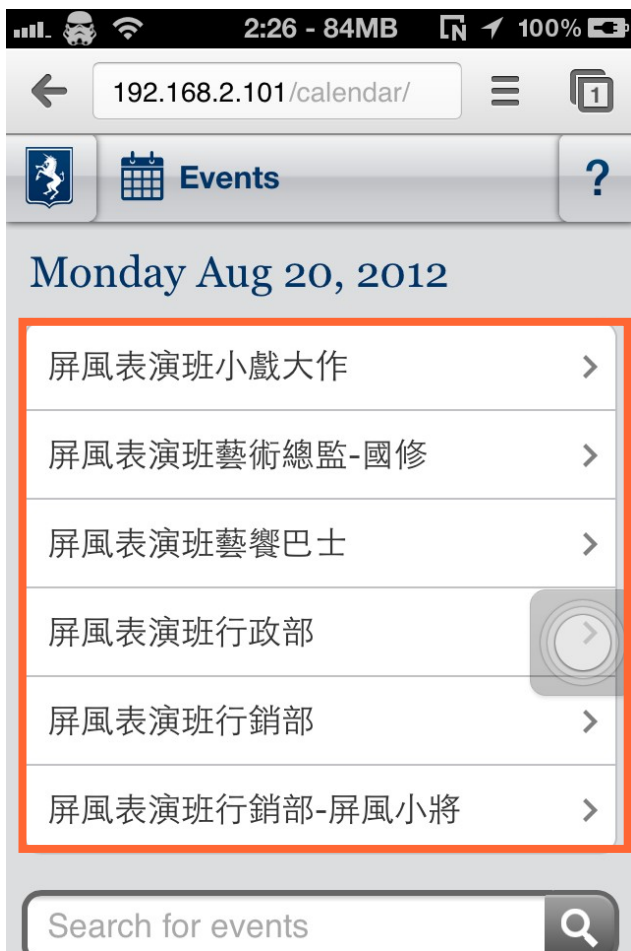 2:26 - 84MB
100%
192.168.2.101/calendar/
1
Events
?
Monday Aug 20, 2012
屏風表演班小戲大作
屏風表演班藝術總監-國修
屏風表演班藝饗巴士
屏風表演班行政部
屏風表演班行銷部
屏風表演班行銷部-屏風小將
Search for events